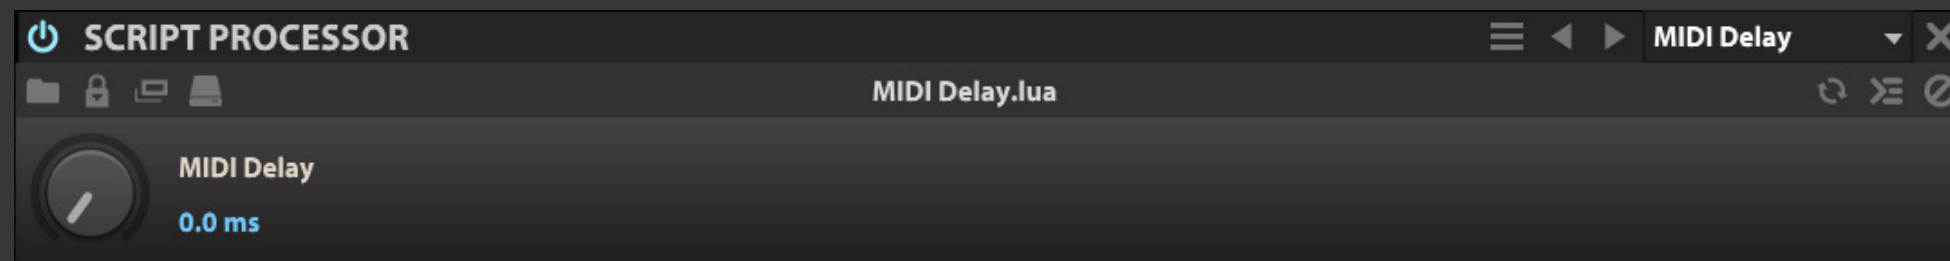 SCRIPT PROCESSOR
MIDI Delay
MIDI Delay.lua
MIDI Delay
0.0 ms